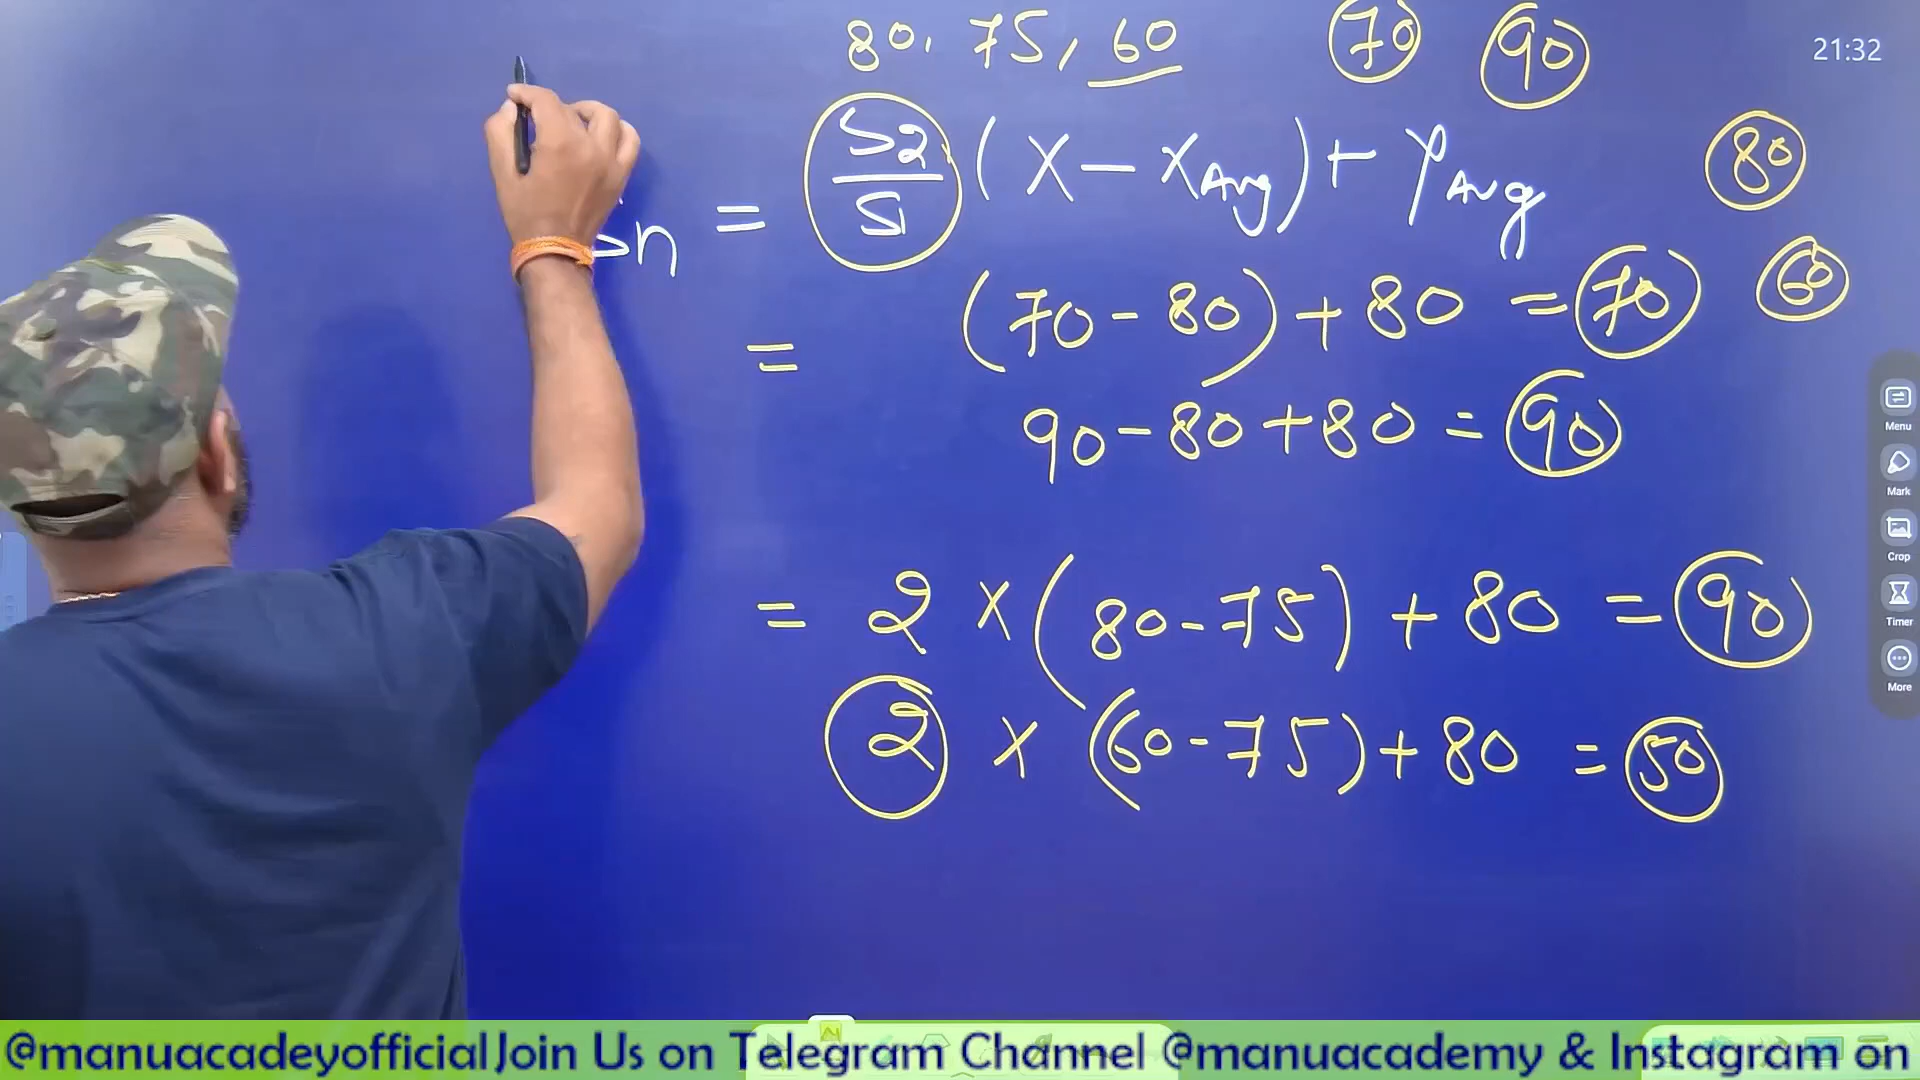 80, 75, 60 70 90
21:32
S2/S1 (X - XAvg) + YAvg 80
n =
= (70 - 80) + 80 = 70 60
90 - 80 + 80 = 90
= 2 × (80 - 75) + 80 = 90
2 × (60 - 75) + 80 = 50
Menu
Mark
Crop
Timer
More
@manuacadeyofficial Join Us on Telegram Channel @manuacademy & Instagram on